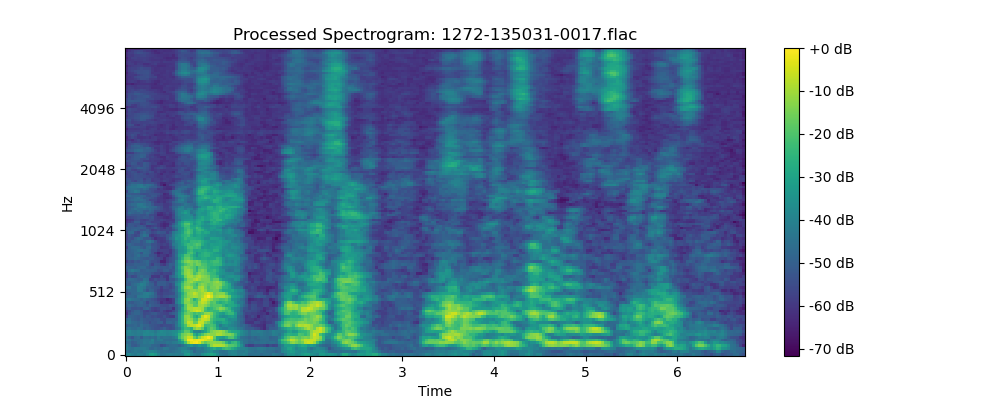 Processed Spectrogram: 1272-135031-0017.flac
Hz
4096
2048
1024
512
0
0 1 2 3 4 5 6
Time
+0 dB
-10 dB
-20 dB
-30 dB
-40 dB
-50 dB
-60 dB
-70 dB